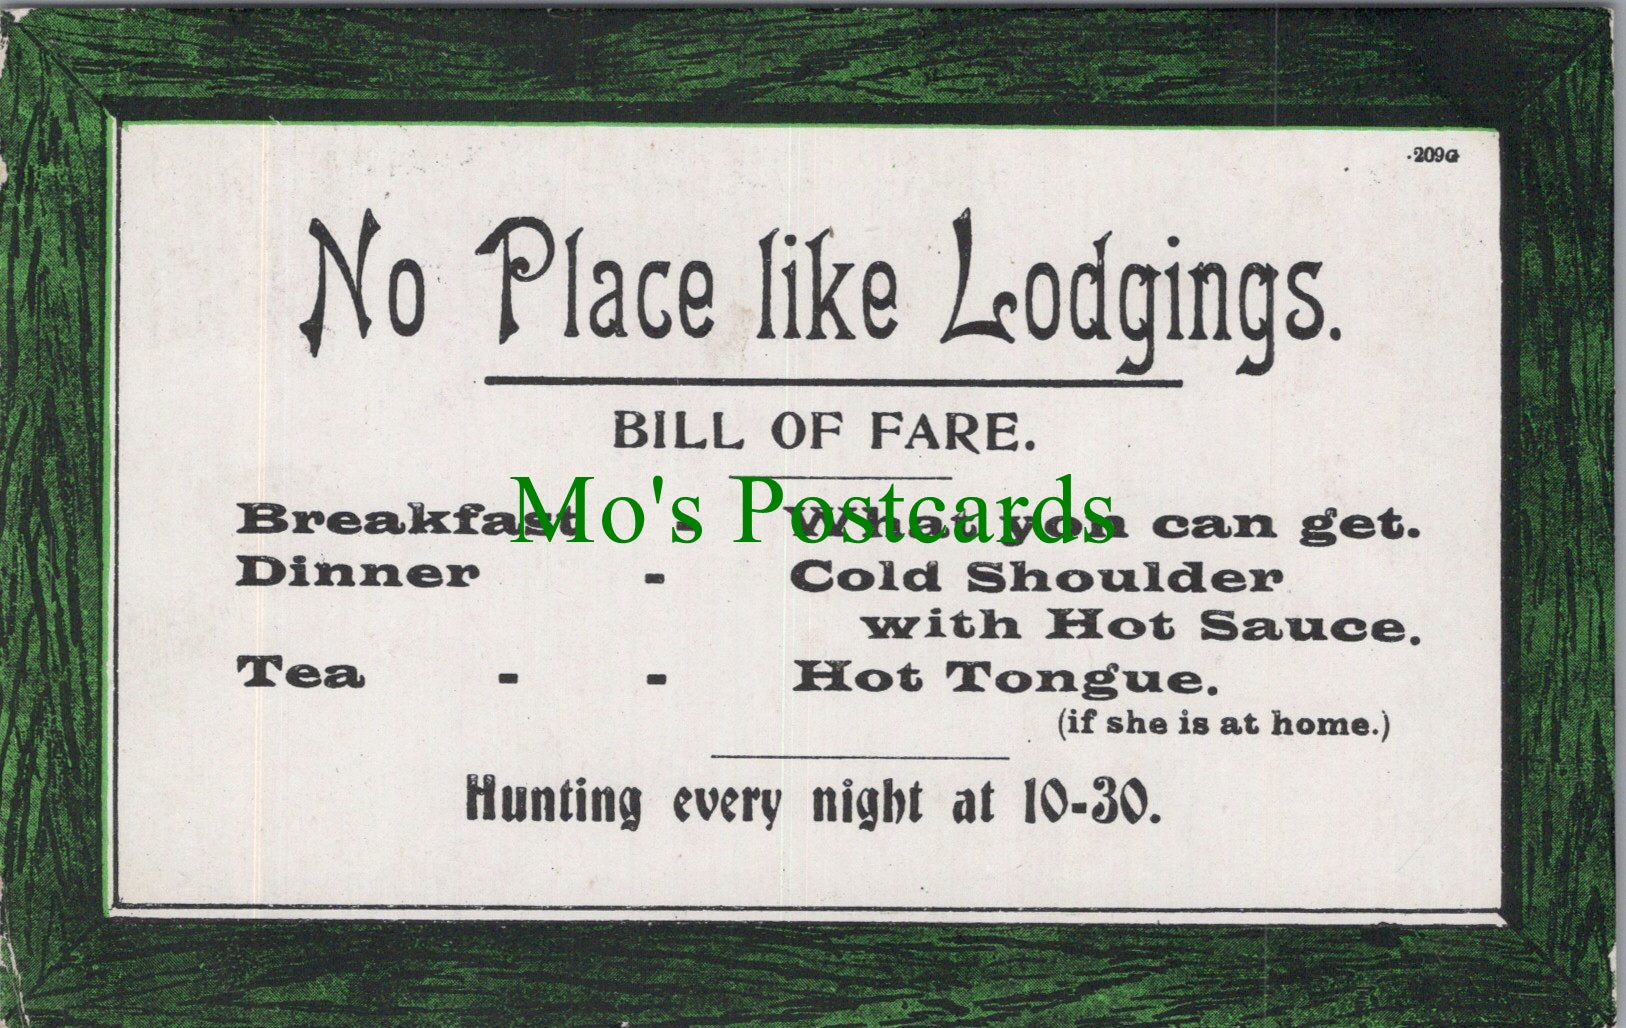 .209G
No Place like Lodgings.
BILL OF FARE.
Mo's Postcards
Breakfast - What you can get.
Dinner - Cold Shoulder
with Hot Sauce.
Tea - - Hot Tongue.
(if she is at home.)
Hunting every night at 10-30.